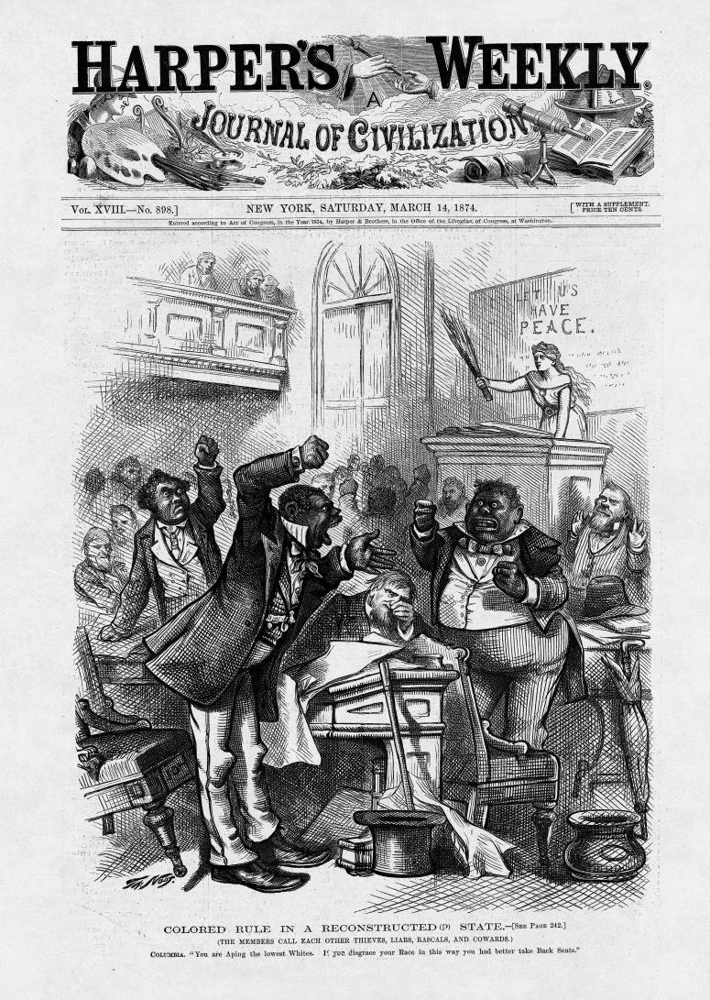 HARPER'S WEEKLY.
A
JOURNAL OF CIVILIZATION
VOL. XVIII.—No. 898.] NEW YORK, SATURDAY, MARCH 14, 1874. [WITH A SUPPLEMENT. PRICE TEN CENTS.
Entered according to Act of Congress, in the Year 1874, by Harper & Brothers, in the Office of the Librarian of Congress, at Washington.
LET US
HAVE
PEACE.
Th. Nast.
COLORED RULE IN A RECONSTRUCTED (?) STATE.—[SEE PAGE 242.]
(THE MEMBERS CALL EACH OTHER THIEVES, LIARS, RASCALS, AND COWARDS.)
COLUMBIA. "You are Aping the lowest Whites. If you disgrace your Race in this way you had better take Back Seats."